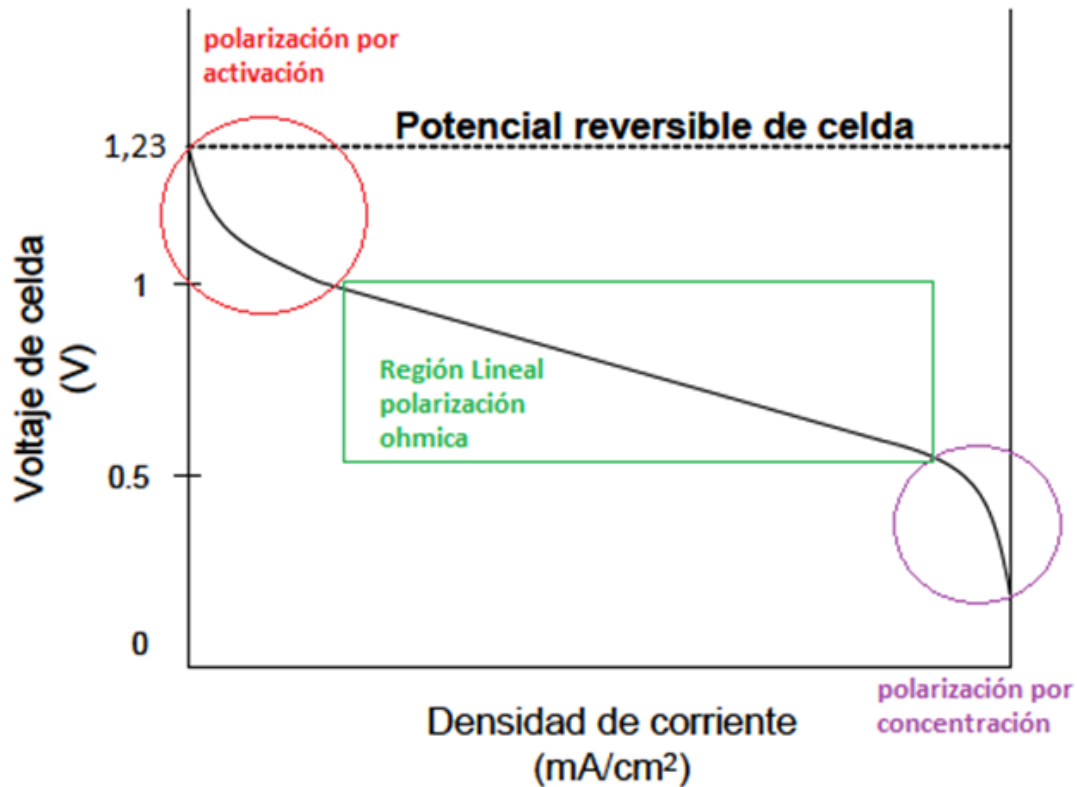 polarización por
activación
Potencial reversible de celda
1,23
1
Región Lineal
polarización
ohmica
0.5
0
Voltaje de celda
(V)
polarización por
concentración
Densidad de corriente
(mA/cm²)